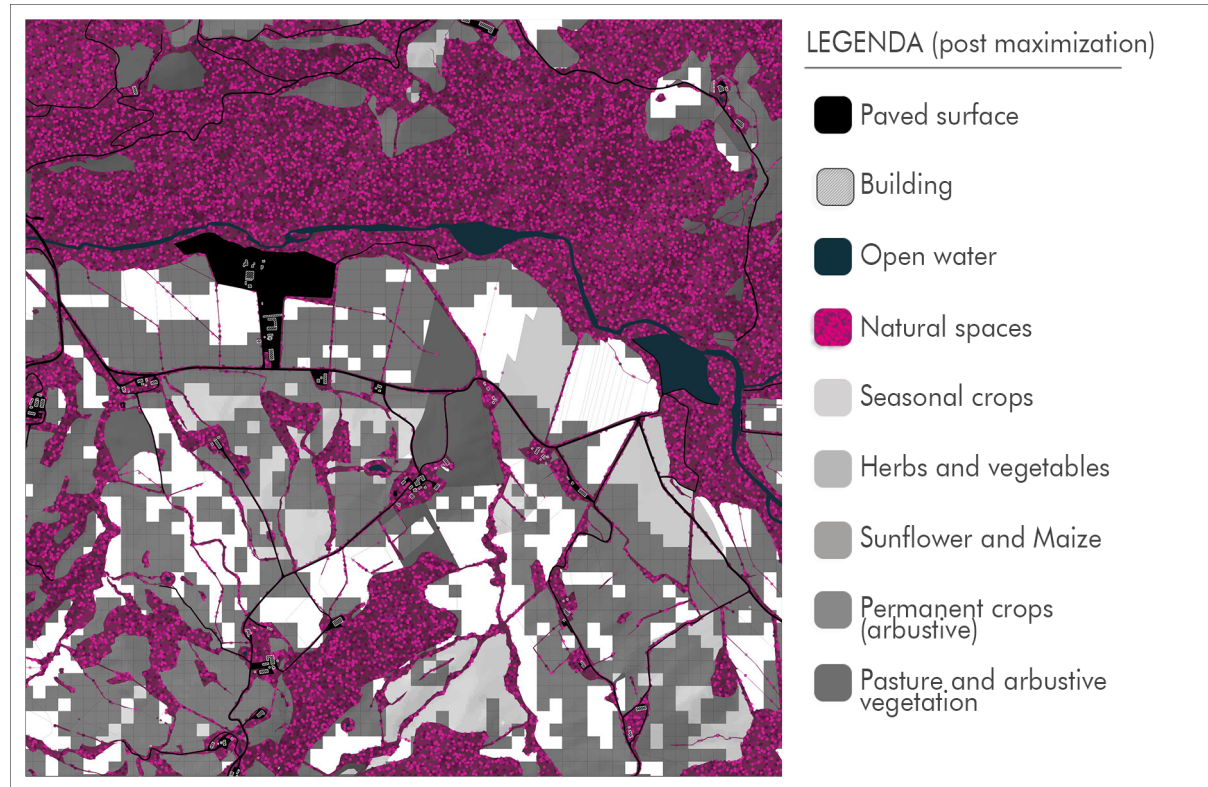 LEGENDA (post maximization)
Paved surface
Building
Open water
Natural spaces
Seasonal crops
Herbs and vegetables
Sunflower and Maize
Permanent crops
(arbustive)
Pasture and arbustive
vegetation